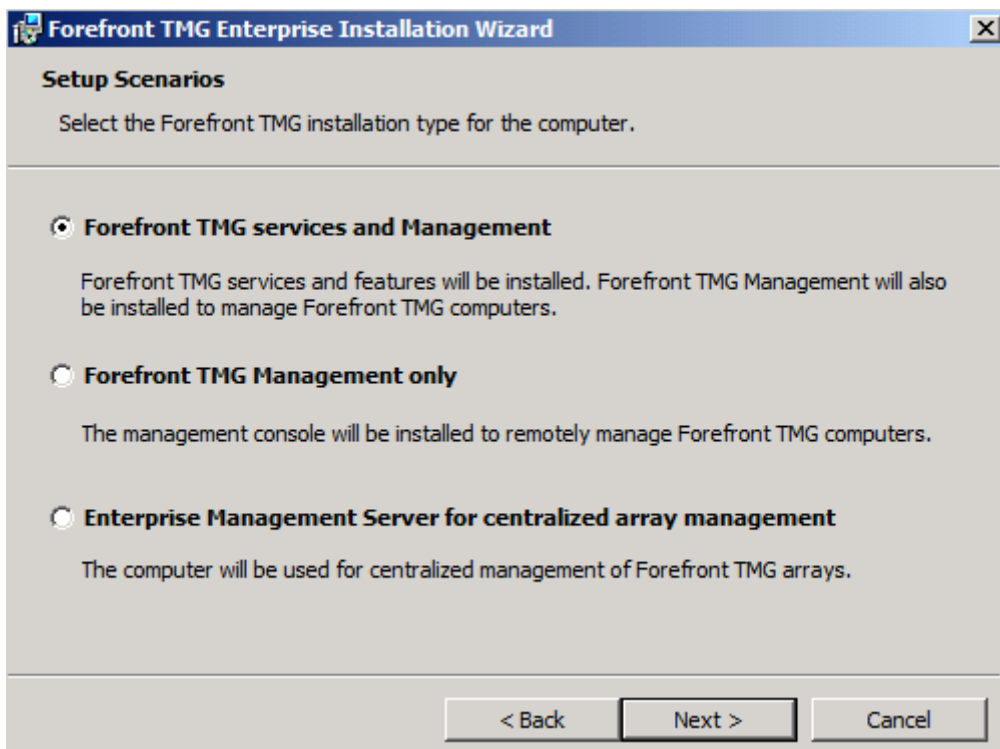 Forefront TMG Enterprise Installation Wizard
Setup Scenarios
Select the Forefront TMG installation type for the computer.
Forefront TMG services and Management
Forefront TMG services and features will be installed. Forefront TMG Management will also
be installed to manage Forefront TMG computers.
Forefront TMG Management only
The management console will be installed to remotely manage Forefront TMG computers.
Enterprise Management Server for centralized array management
The computer will be used for centralized management of Forefront TMG arrays.
< Back Next > Cancel